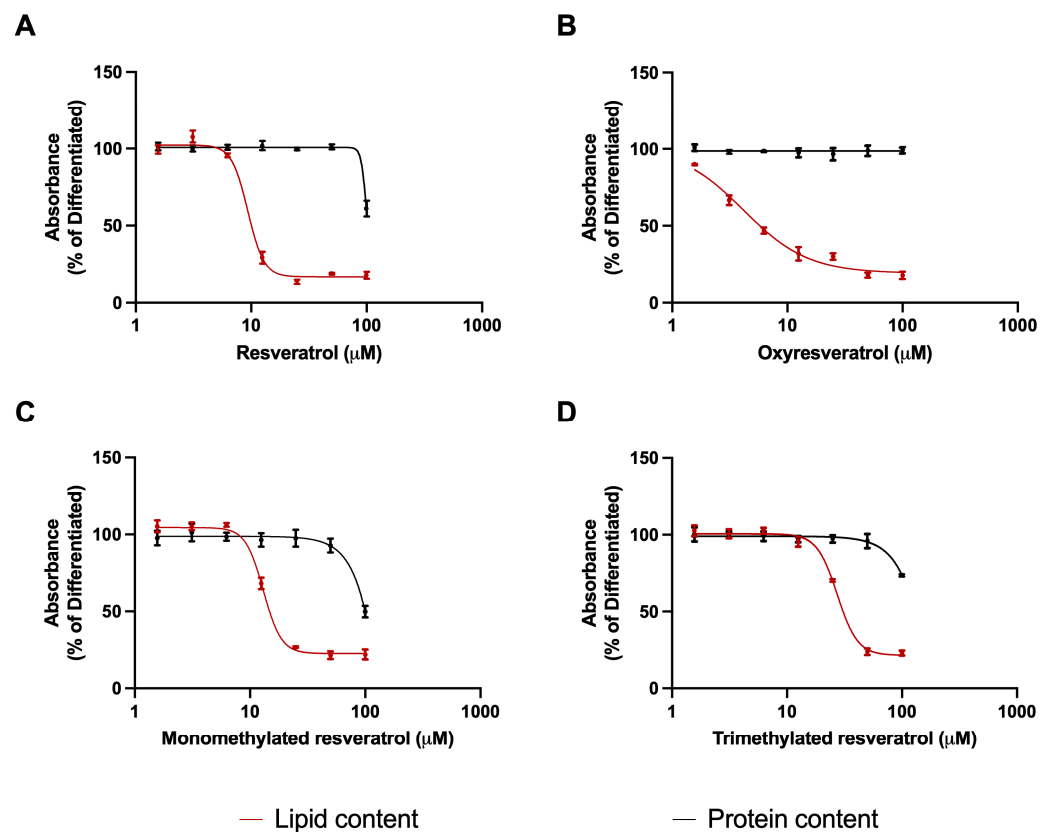 A
B
Absorbance
(% of Differentiated)
150
100
50
0
1
10
100
1000
Resveratrol (μM)
Absorbance
(% of Differentiated)
150
100
50
0
1
10
100
1000
Oxyresveratrol (μM)
C
D
Absorbance
(% of Differentiated)
150
100
50
0
1
10
100
1000
Monomethylated resveratrol (μM)
Absorbance
(% of Differentiated)
150
100
50
0
1
10
100
1000
Trimethylated resveratrol (μM)
Lipid content
Protein content